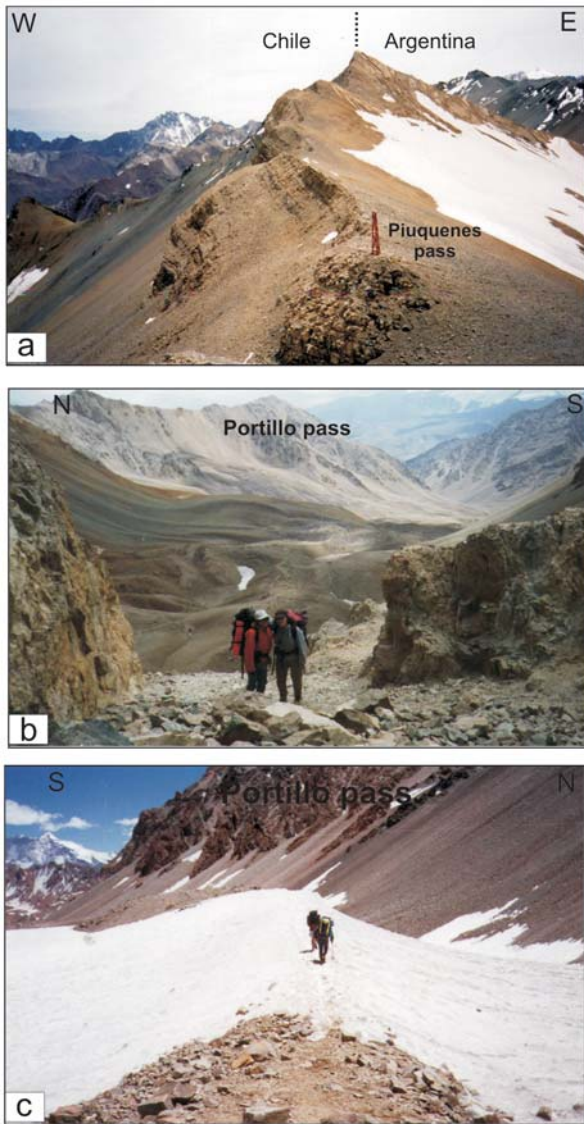 W E
Chile Argentina
Piuquenes
pass
a
N S
Portillo pass
b
S N
Portillo pass
c